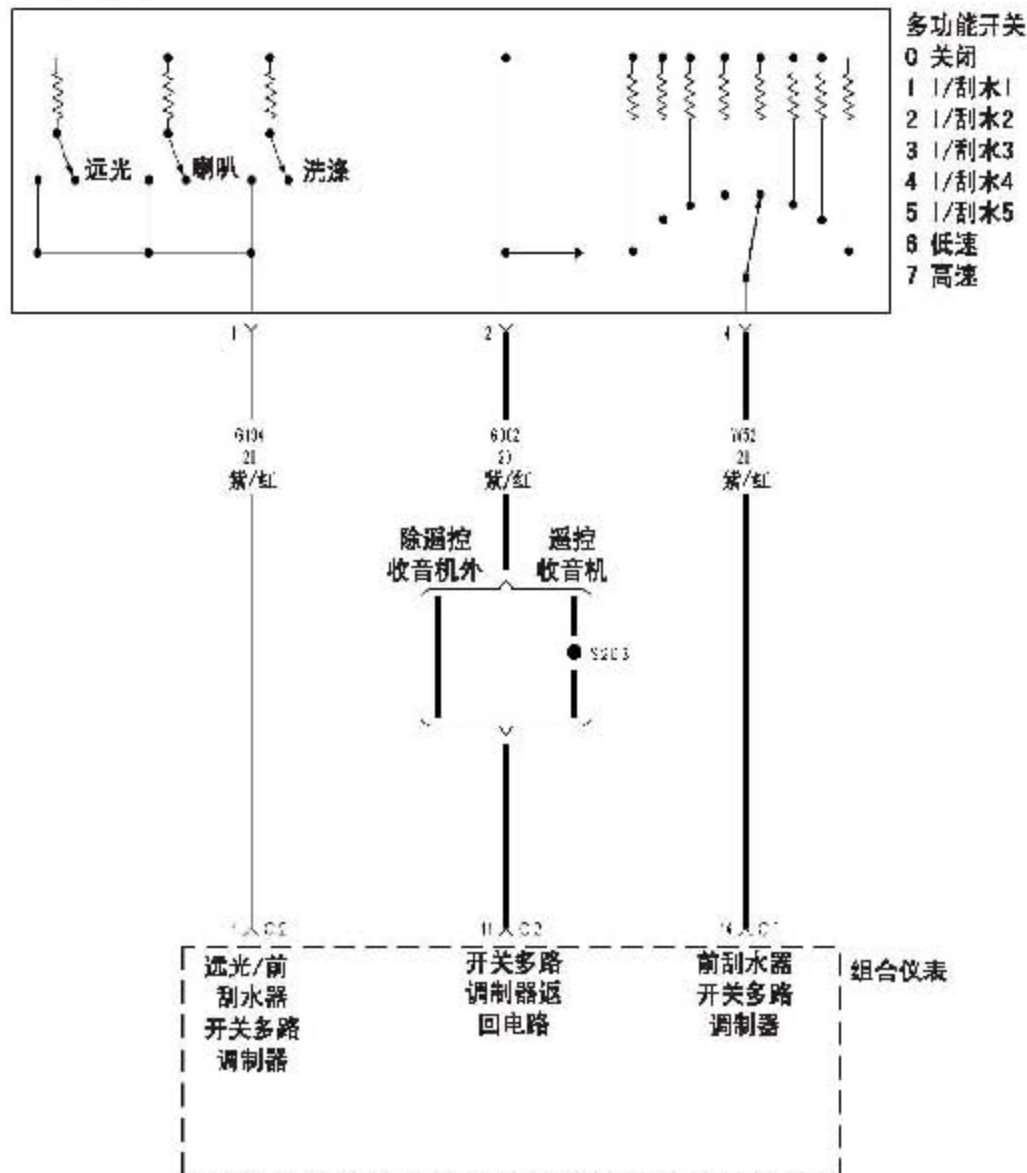 多功能开关
0 关闭
1 I/刮水1
2 I/刮水2
3 I/刮水3
4 I/刮水4
5 I/刮水5
6 低速
7 高速
远光
喇叭
洗涤
1
2
4
20
紫/红
紫/红
紫/红
除遥控
收音机外
遥控
收音机
S203
C2
组合仪表
远光/前
刮水器
开关多路
调制器
开关多路
调制器返
回电路
前刮水器
开关多路
调制器